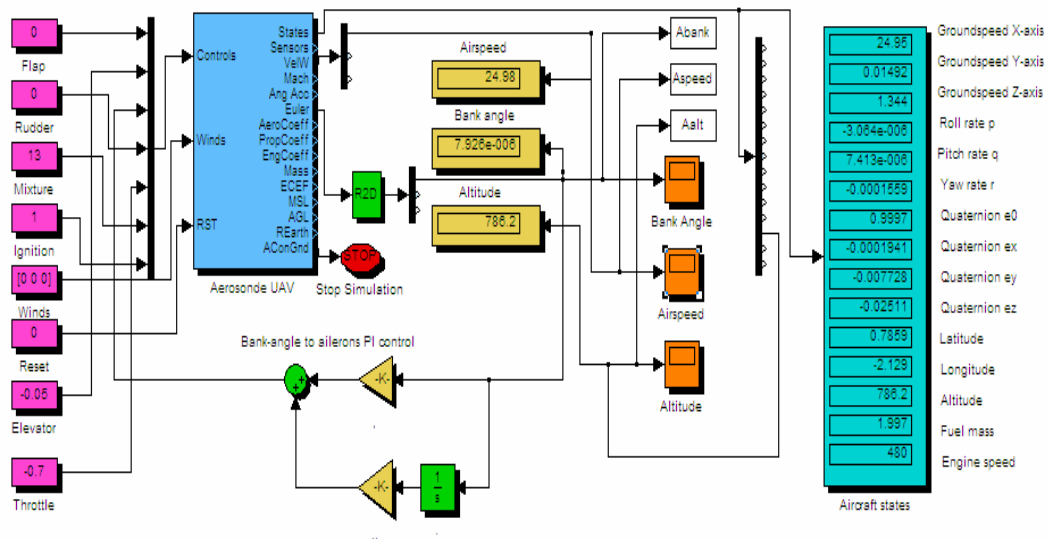 0
Flap
0
Rudder
13
Mixture
1
Ignition
[0 0 0]
Winds
0
Reset
-0.05
Elevator
-0.7
Throttle
Controls
Winds
RST
States
Sensors
VelW
Mach
Ang Acc
Euler
AeroCoeff
PropCoeff
EngCoeff
Mass
ECEF
MSL
AGL
REarth
AConGnd
Aerosonde UAV
R2D
STOP
Stop Simulation
Airspeed
24.98
Bank angle
7.926e-006
Altitude
786.2
Abank
Aspeed
Aalt
Bank Angle
Airspeed
Altitude
Bank-angle to ailerons PI control
-K-
-K-
1
s
24.95
0.01492
1.344
-3.064e-006
7.413e-006
-0.0001559
0.9997
-0.0001941
-0.007728
-0.02511
0.7859
-2.129
786.2
1.997
480
Aircraft states
Groundspeed X-axis
Groundspeed Y-axis
Groundspeed Z-axis
Roll rate p
Pitch rate q
Yaw rate r
Quaternion e0
Quaternion ex
Quaternion ey
Quaternion ez
Latitude
Longitude
Altitude
Fuel mass
Engine speed